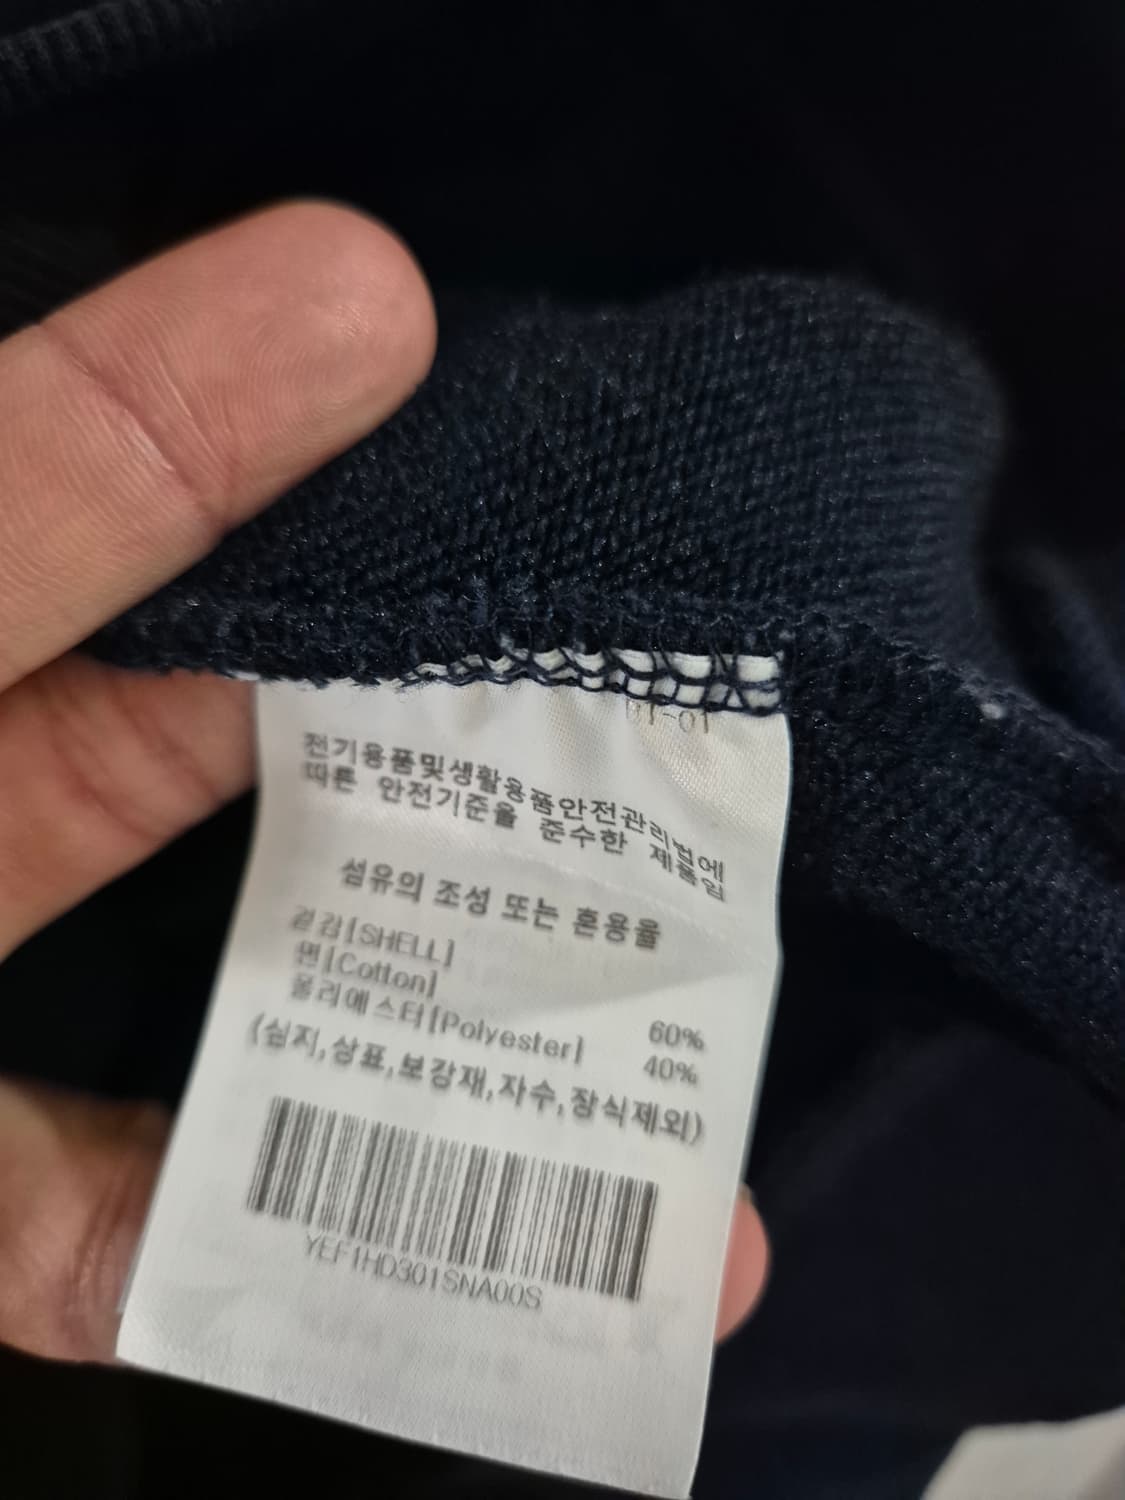 01-01
전기용품및생활용품안전관리법에
따른 안전기준을 준수한 제품임
섬유의 조성 또는 혼용율
겉감[SHELL]
면[Cotton] 60%
폴리에스터[Polyester] 40%
(심지,상표,보강재,자수,장식제외)
YEF1HD301SNA00S